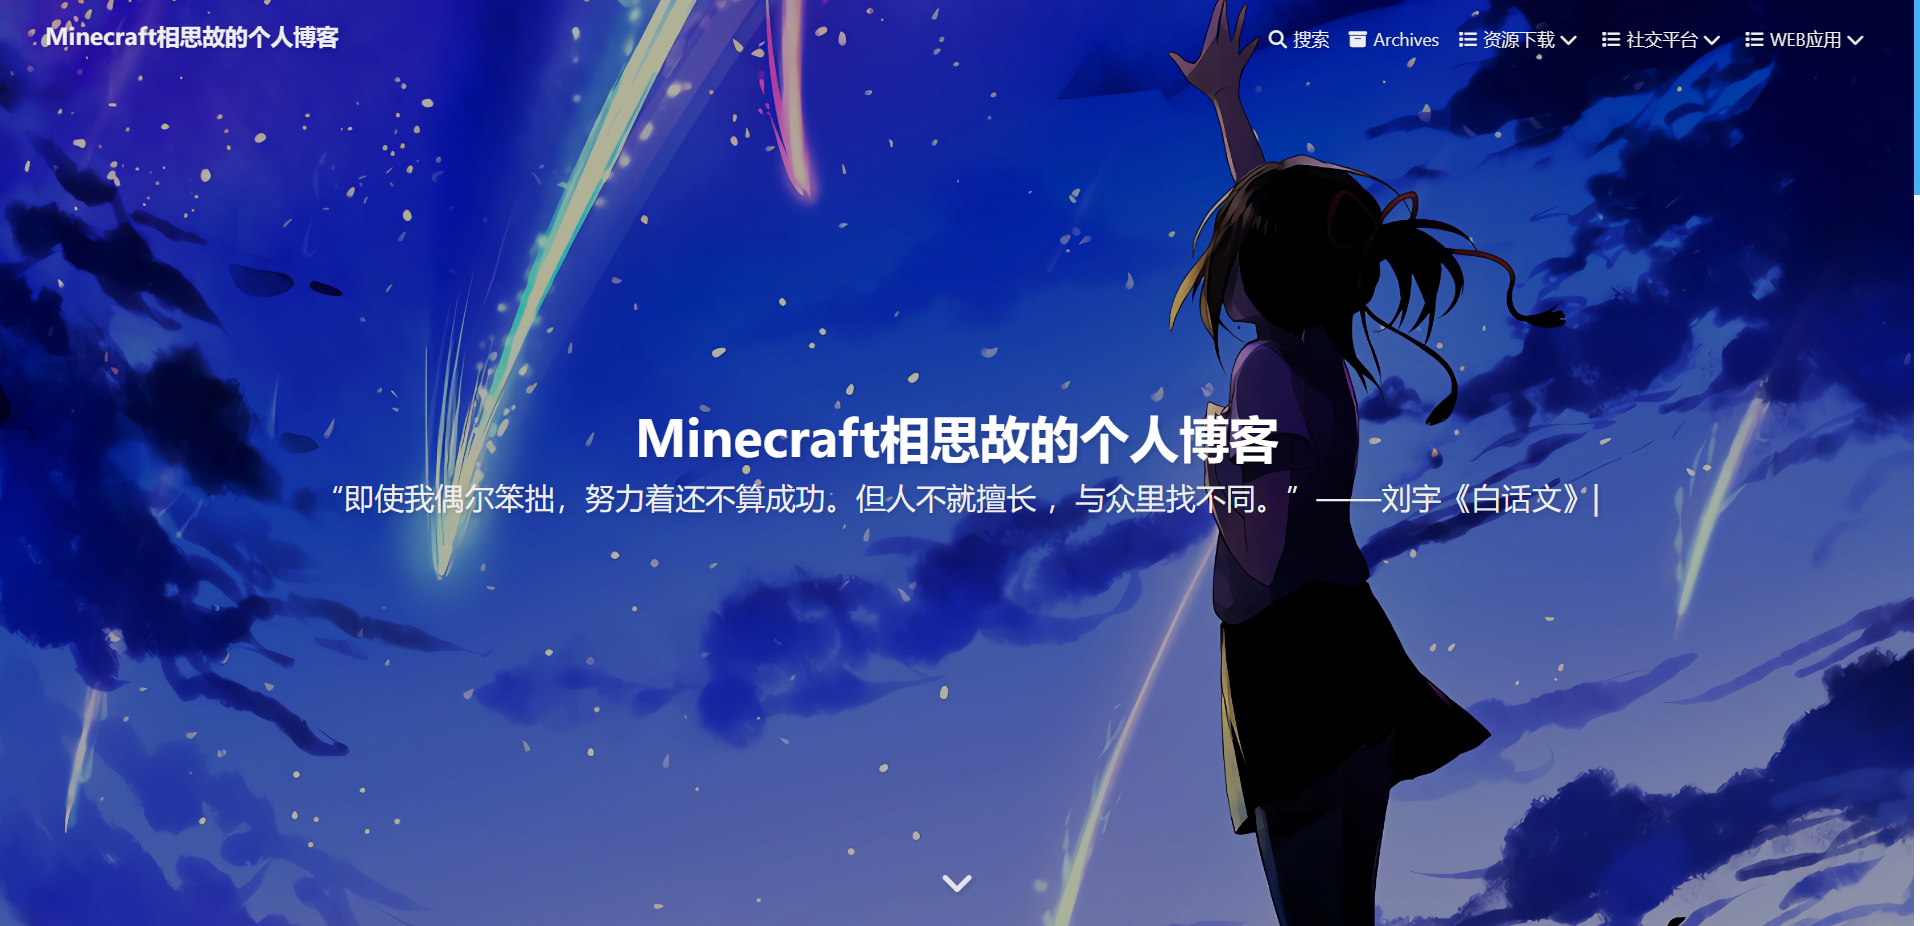 Minecraft相思故的个人博客
搜索 Archives 资源下载 社交平台 WEB应用
Minecraft相思故的个人博客
“即使我偶尔笨拙，努力着还不算成功。但人不就擅长 ，与众里找不同。”——刘宇《白话文》|